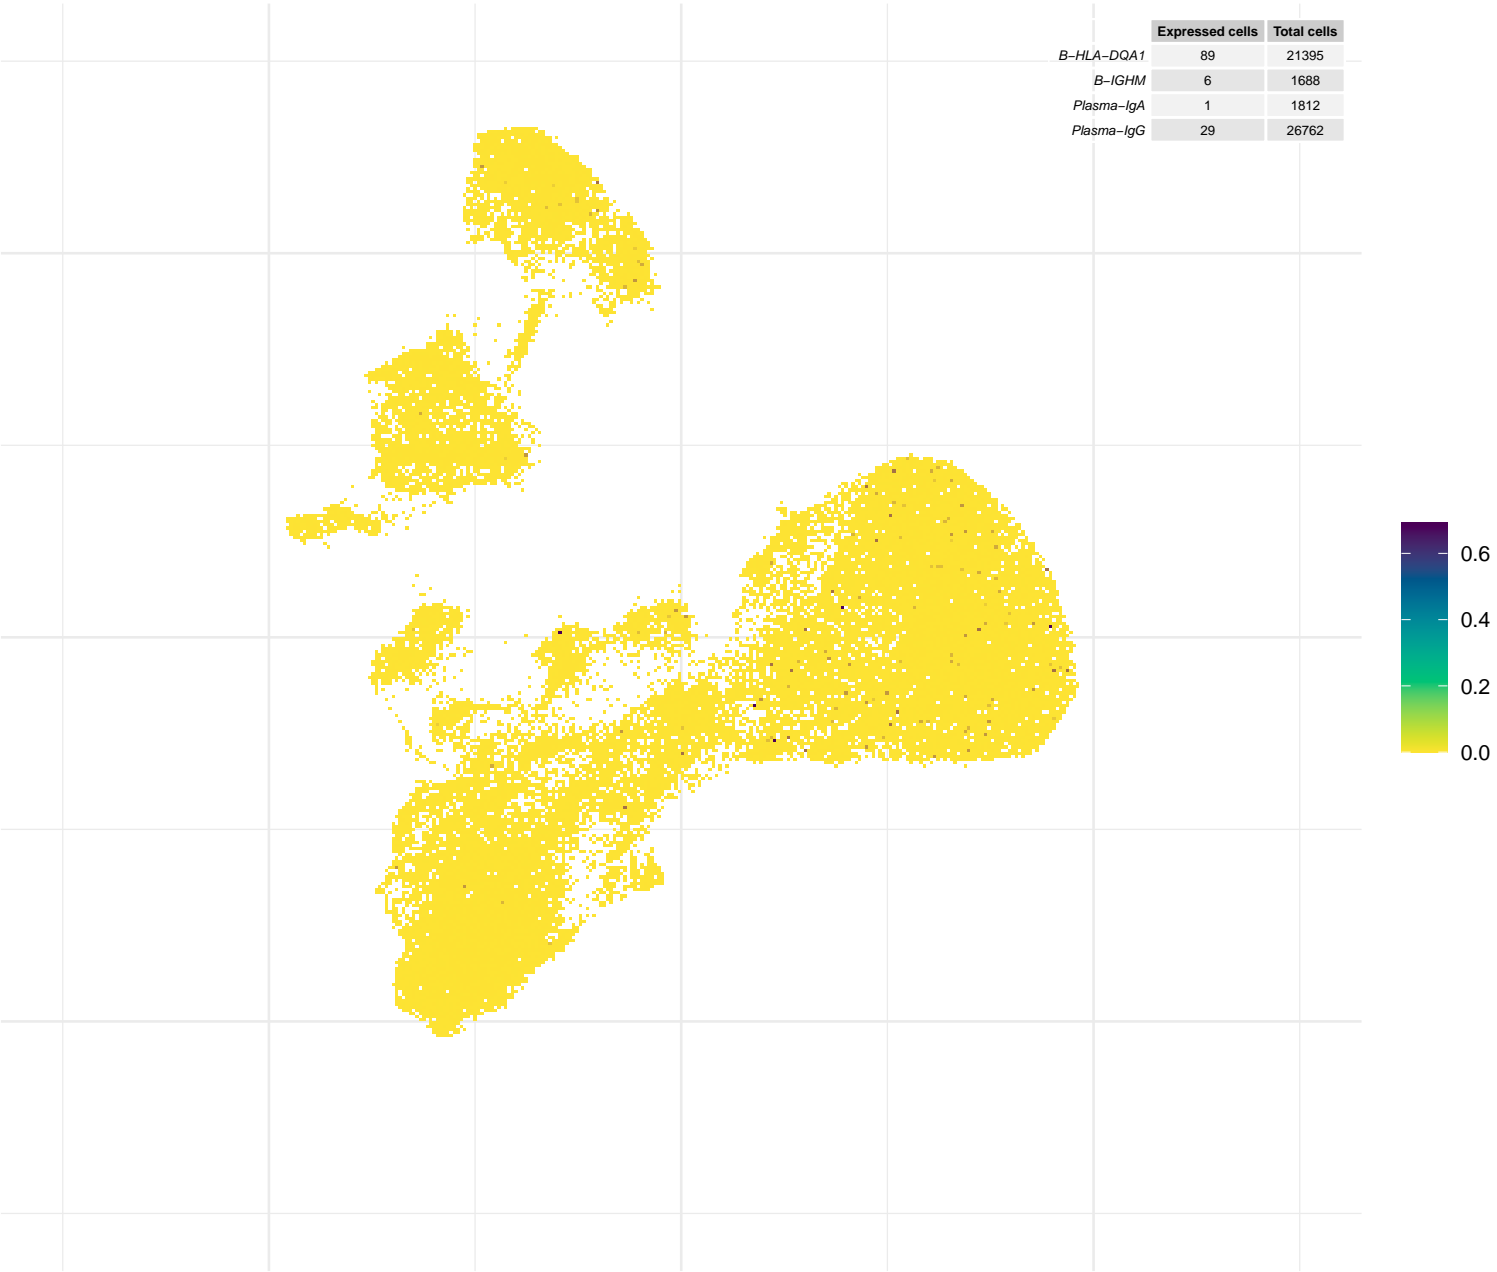 Expressed cells Total cells
B−HLA−DQA1 89 21395
B−IGHM 6 1688
Plasma−IgA 1 1812
Plasma−IgG 29 26762
0.6
0.4
0.2
0.0